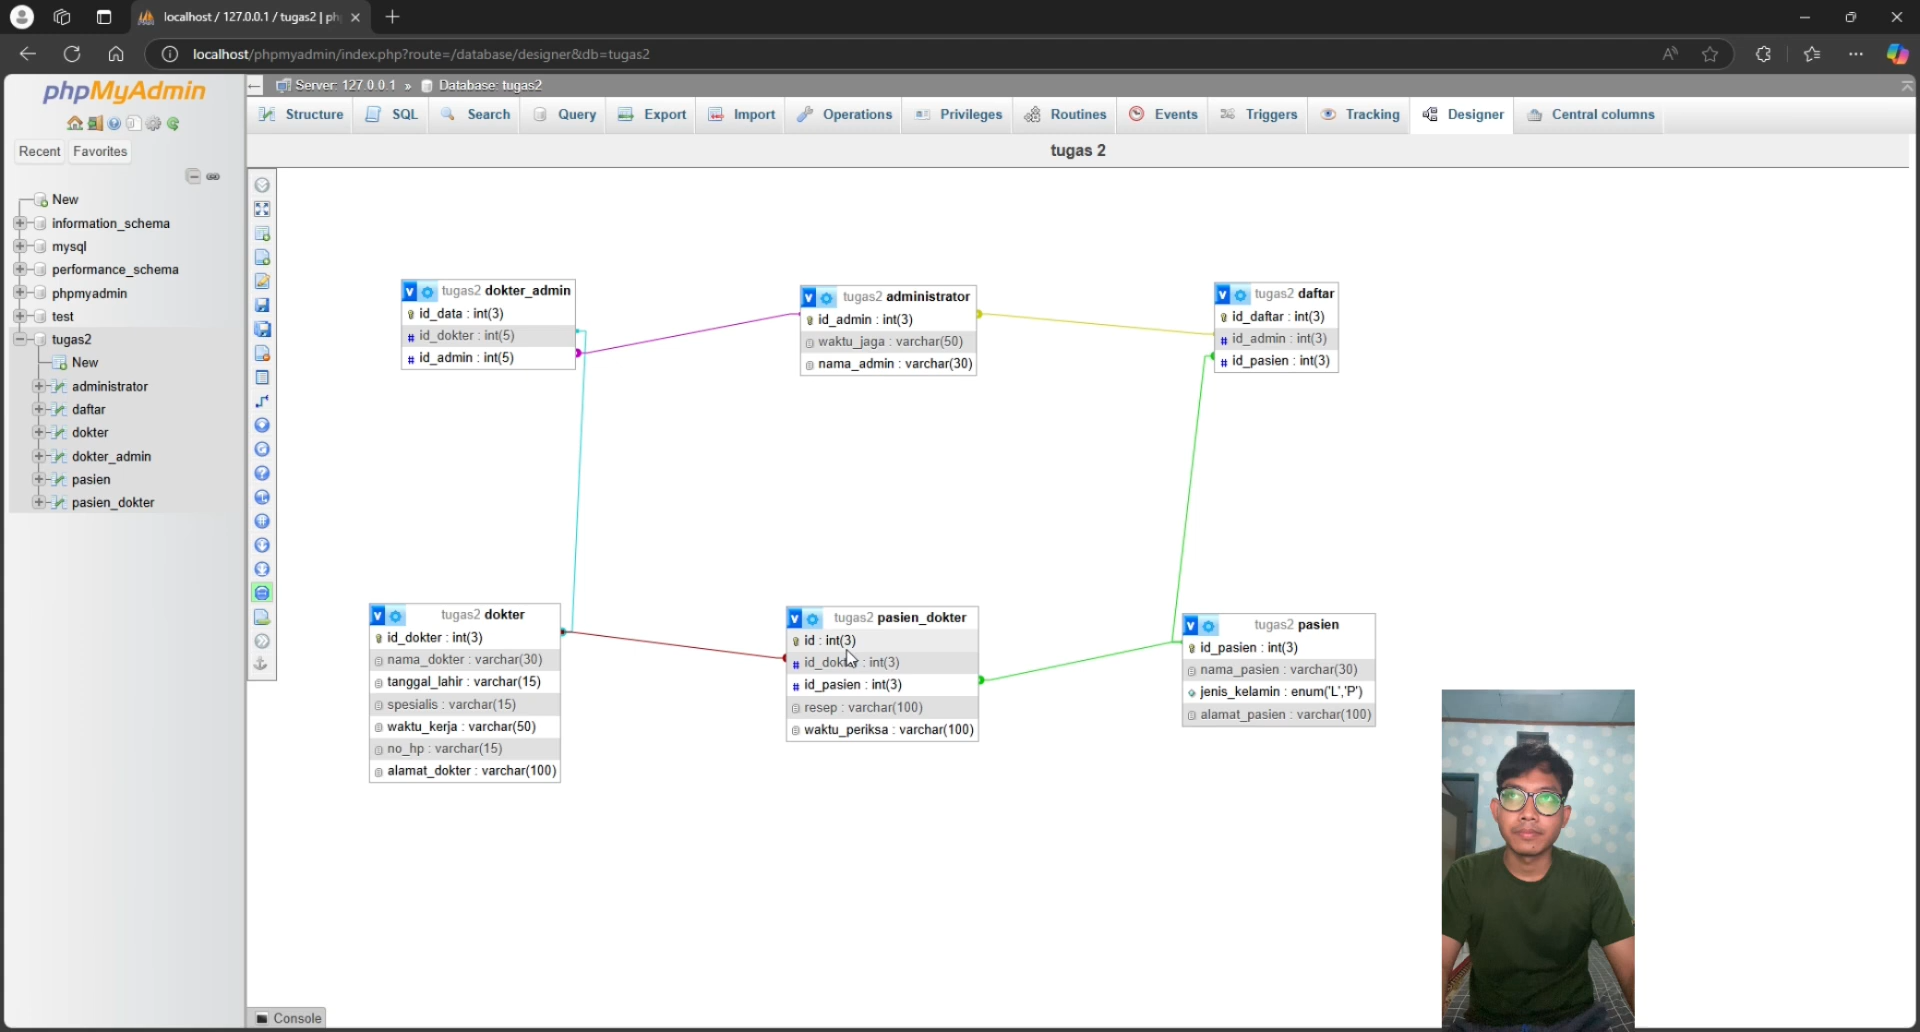 localhost / 127.0.0.1 / tugas2 | ph
localhost/phpmyadmin/index.php?route=/database/designer&db=tugas2
phpMyAdmin
Recent Favorites
New
information_schema
mysql
performance_schema
phpmyadmin
test
tugas2
New
administrator
daftar
dokter
dokter_admin
pasien
pasien_dokter
Server: 127.0.0.1 » Database: tugas2
Structure SQL Search Query Export Import Operations Privileges Routines Events Triggers Tracking Designer Central columns
tugas 2
v tugas2 dokter_admin
id_data : int(3)
# id_dokter : int(5)
# id_admin : int(5)
v tugas2 administrator
id_admin : int(3)
waktu_jaga : varchar(50)
nama_admin : varchar(30)
v tugas2 daftar
id_daftar : int(3)
# id_admin : int(3)
# id_pasien : int(3)
v tugas2 dokter
id_dokter : int(3)
nama_dokter : varchar(30)
tanggal_lahir : varchar(15)
spesialis : varchar(15)
waktu_kerja : varchar(50)
no_hp : varchar(15)
alamat_dokter : varchar(100)
v tugas2 pasien_dokter
id : int(3)
# id_dokter : int(3)
# id_pasien : int(3)
resep : varchar(100)
waktu_periksa : varchar(100)
v tugas2 pasien
id_pasien : int(3)
nama_pasien : varchar(30)
jenis_kelamin : enum('L','P')
alamat_pasien : varchar(100)
Console